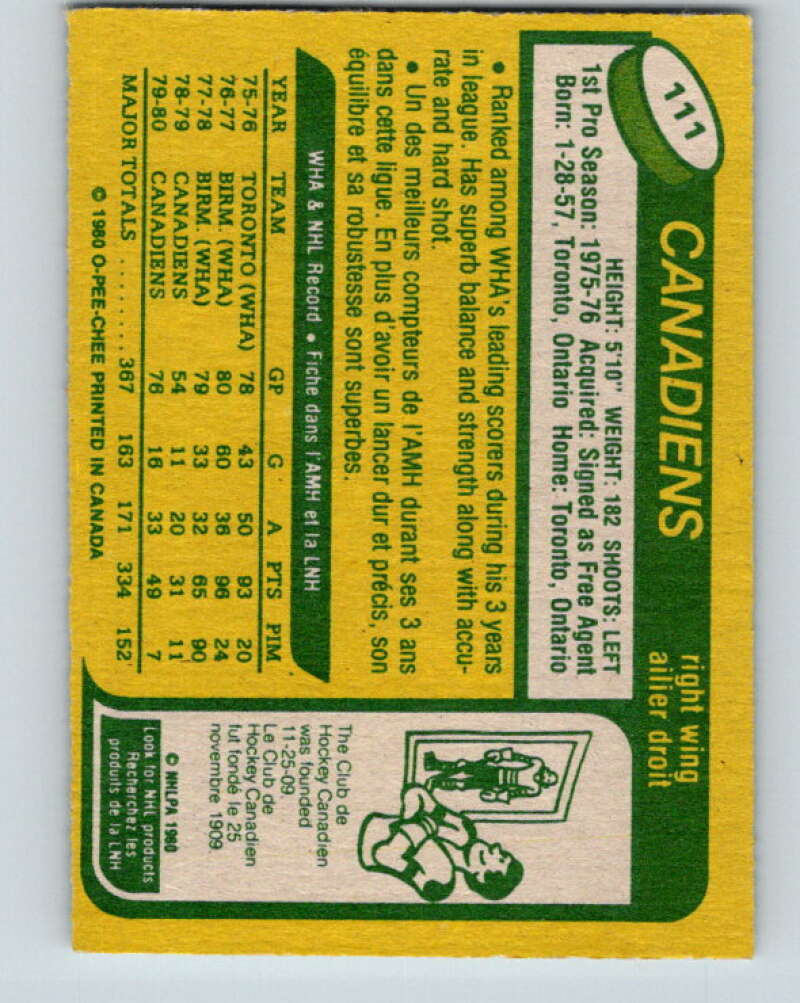 111
CANADIENS
right wing
ailier droit
HEIGHT: 5'10" WEIGHT: 182 SHOOTS: LEFT
1st Pro Season: 1975-76 Acquired: Signed as Free Agent
Born: 1-28-57, Toronto, Ontario Home: Toronto, Ontario
• Ranked among WHA's leading scorers during his 3 years
in league. Has superb balance and strength along with accu-
rate and hard shot.
• Un des meilleurs compteurs de l'AMH durant ses 3 ans
dans cette ligue. En plus d'avoir un lancer dur et précis, son
équilibre et sa robustesse sont superbes.
WHA & NHL Record • Fiche dans l'AMH et la LNH
YEAR TEAM GP G A PTS PIM
75-76 TORONTO (WHA) 78 43 50 93 20
76-77 BIRM. (WHA) 80 60 36 96 24
77-78 BIRM. (WHA) 79 33 32 65 90
78-79 CANADIENS 54 11 20 31 11
79-80 CANADIENS 76 16 33 49 7
MAJOR TOTALS ........ 367 163 171 334 152
© 1980 O-PEE-CHEE PRINTED IN CANADA
The Club de
Hockey Canadien
was founded
11-25-09.
Le Club de
Hockey Canadien
fut fondé le 25
novembre 1909.
© NHLPA 1980
Look for NHL products
Recherchez les
produits de la LNH